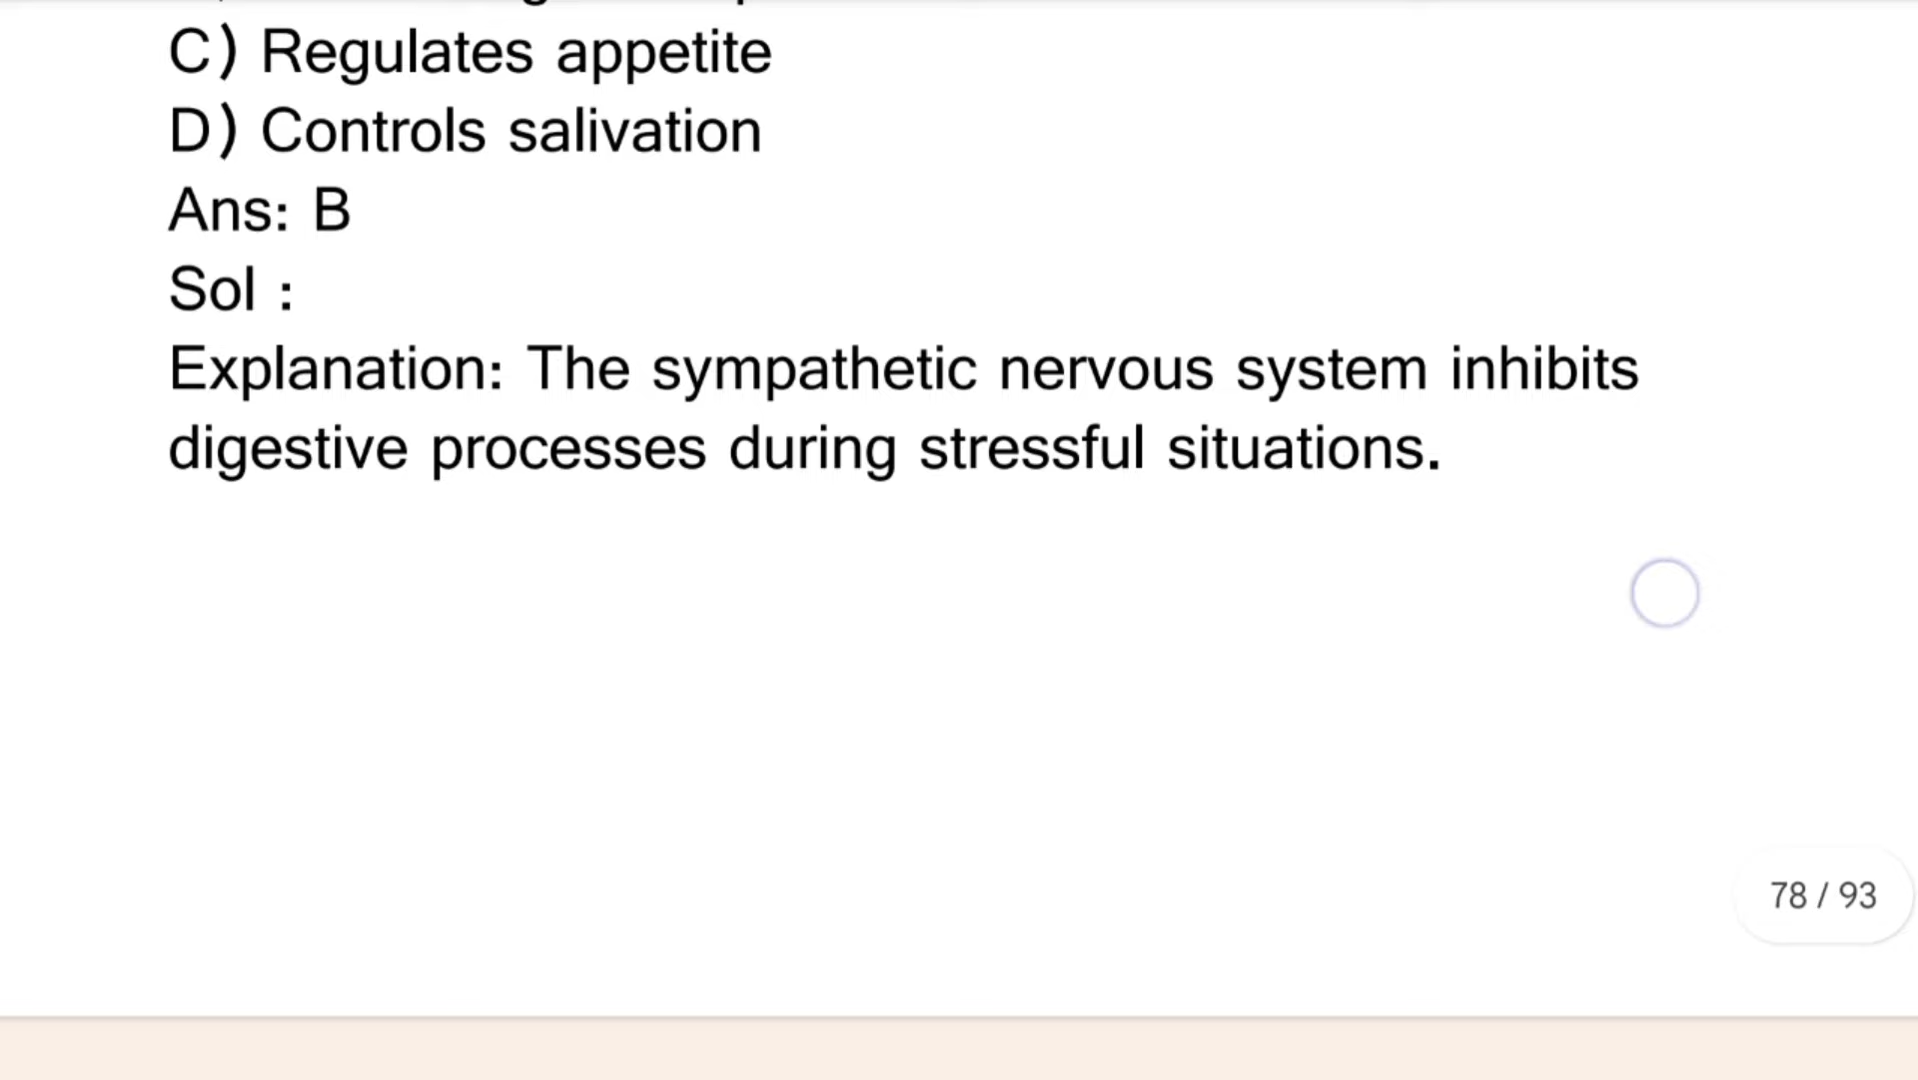 C) Regulates appetite
D) Controls salivation
Ans: B
Sol :
Explanation: The sympathetic nervous system inhibits
digestive processes during stressful situations.
78 / 93